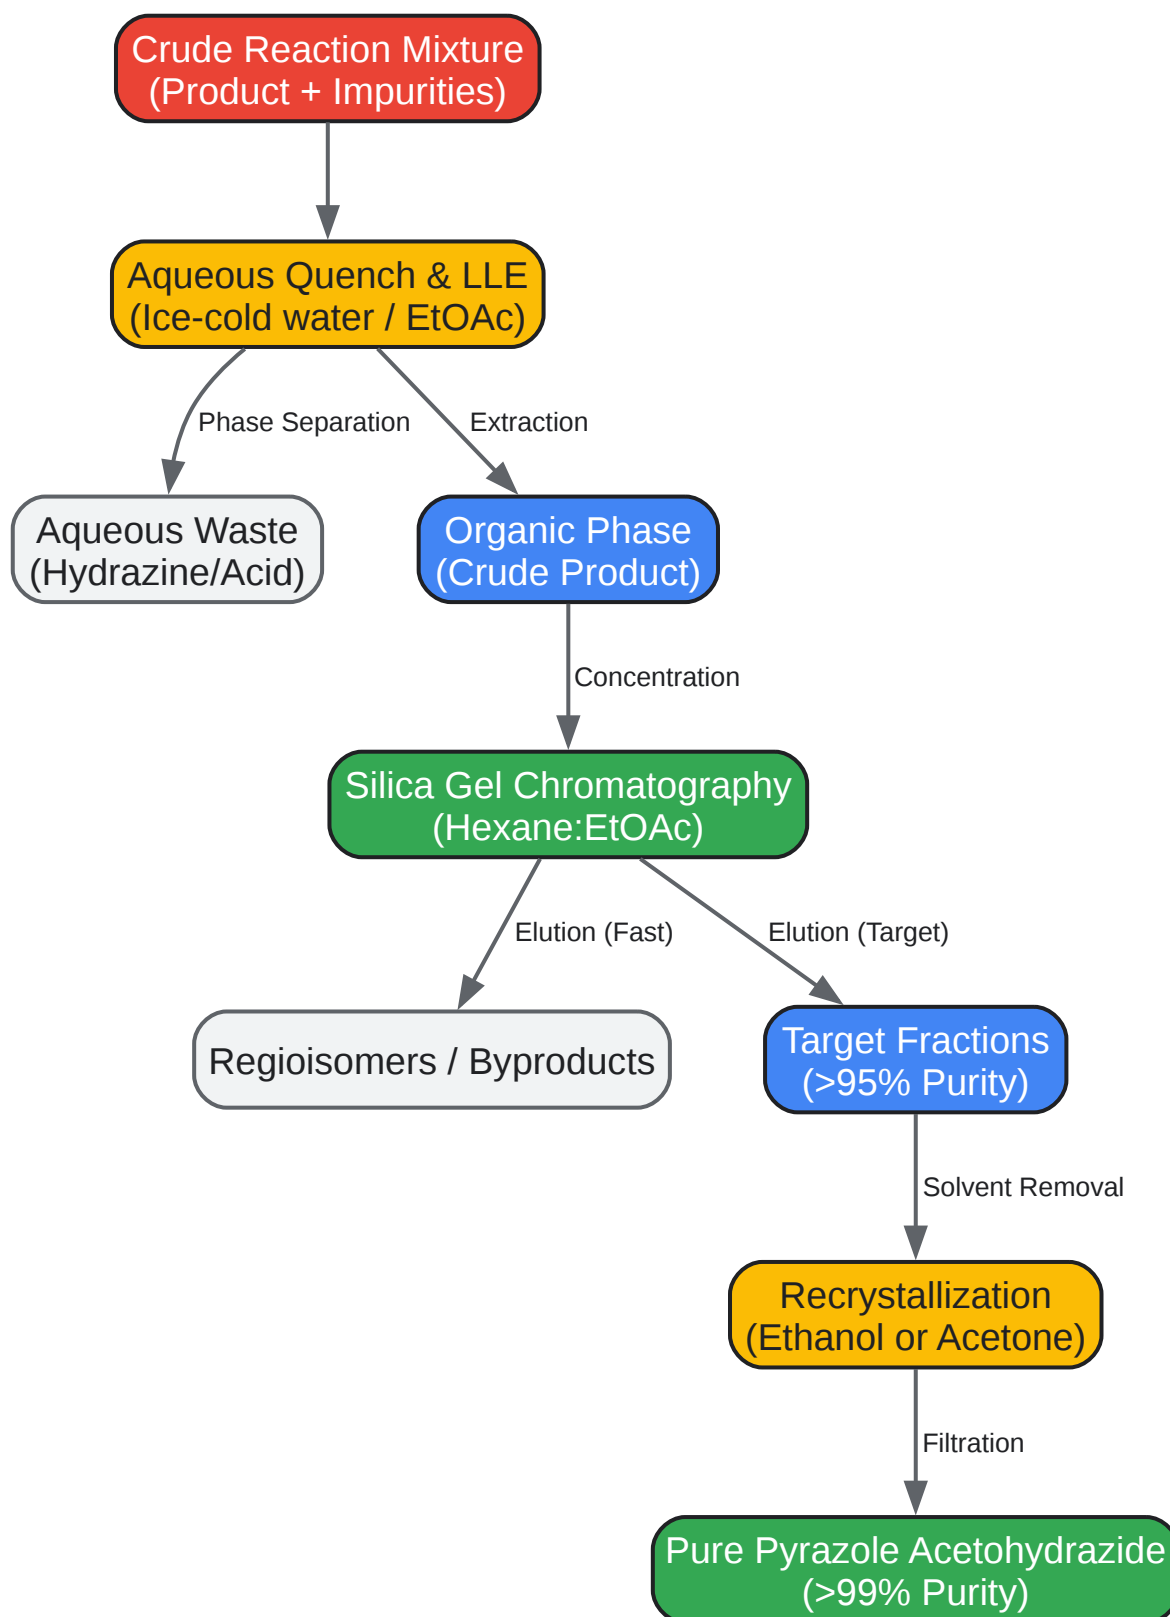 Crude Reaction Mixture
(Product + Impurities)
Aqueous Quench & LLE
(Ice-cold water / EtOAc)
Phase Separation
Extraction
Aqueous Waste
(Hydrazine/Acid)
Organic Phase
(Crude Product)
Concentration
Silica Gel Chromatography
(Hexane:EtOAc)
Elution (Fast)
Elution (Target)
Regioisomers / Byproducts
Target Fractions
(>95% Purity)
Solvent Removal
Recrystallization
(Ethanol or Acetone)
Filtration
Pure Pyrazole Acetohydrazide
(>99% Purity)